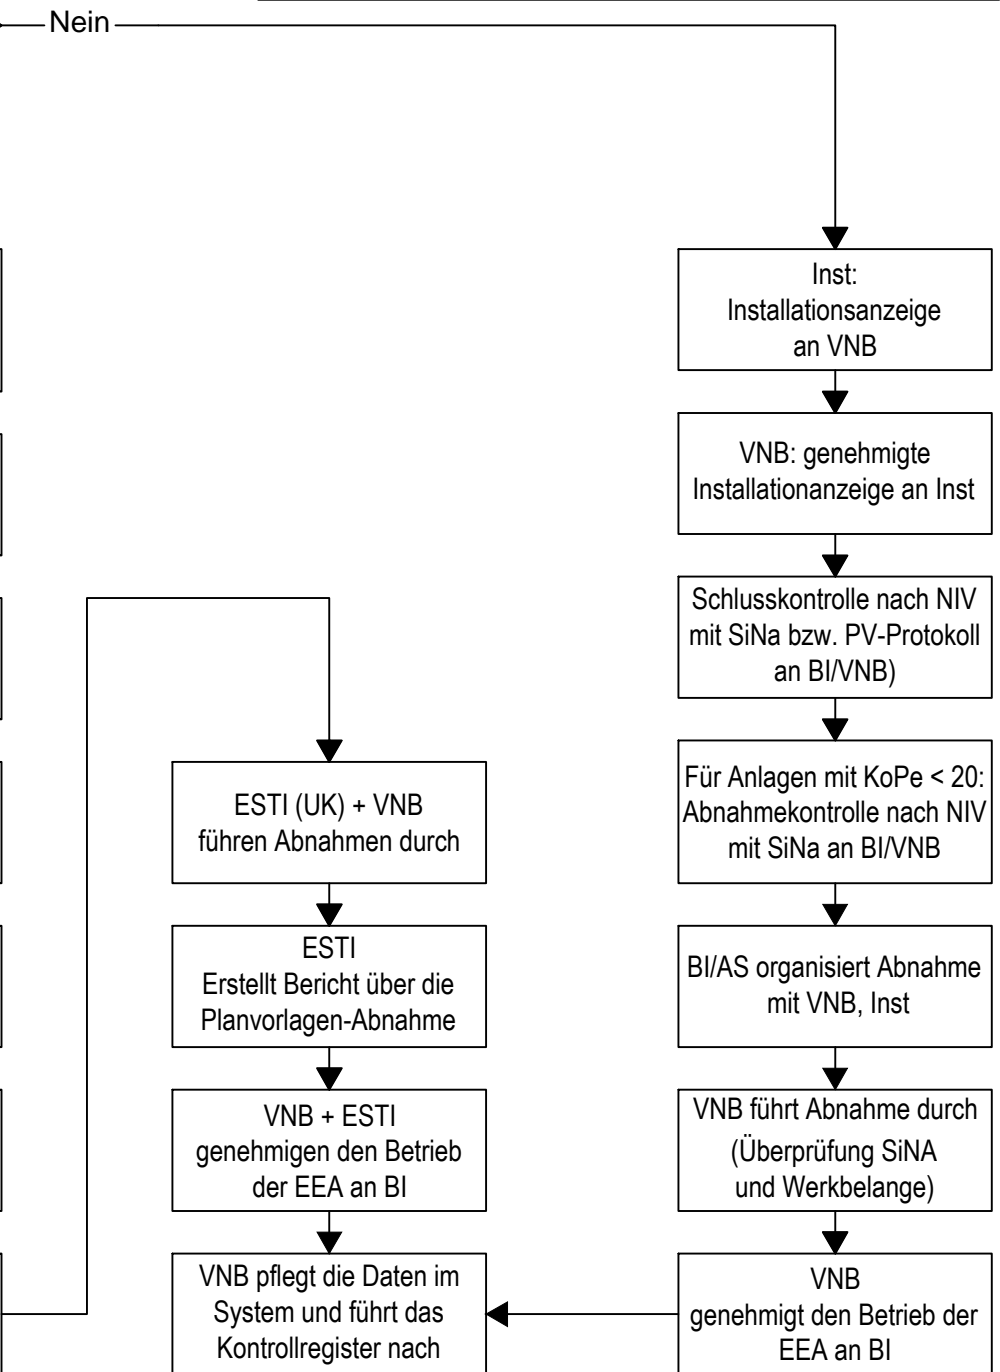 Nein
Inst:
Installationsanzeige
an VNB
VNB: genehmigte
Installationanzeige an Inst
Schlusskontrolle nach NIV
mit SiNa bzw. PV-Protokoll
an BI/VNB)
Für Anlagen mit KoPe < 20:
Abnahmekontrolle nach NIV
mit SiNa an BI/VNB
BI/AS organisiert Abnahme
mit VNB, Inst
VNB führt Abnahme durch
(Überprüfung SiNA
und Werkbelange)
VNB
genehmigt den Betrieb der
EEA an BI
ESTI (UK) + VNB
führen Abnahmen durch
ESTI
Erstellt Bericht über die
Planvorlagen-Abnahme
VNB + ESTI
genehmigen den Betrieb
der EEA an BI
VNB pflegt die Daten im
System und führt das
Kontrollregister nach